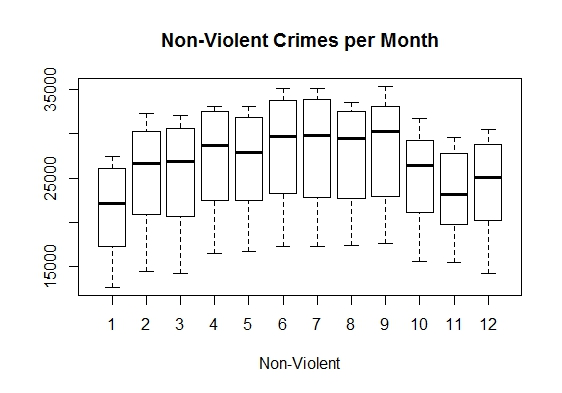 Non-Violent Crimes per Month
35000
25000
15000
1 2 3 4 5 6 7 8 9 10 11 12
Non-Violent